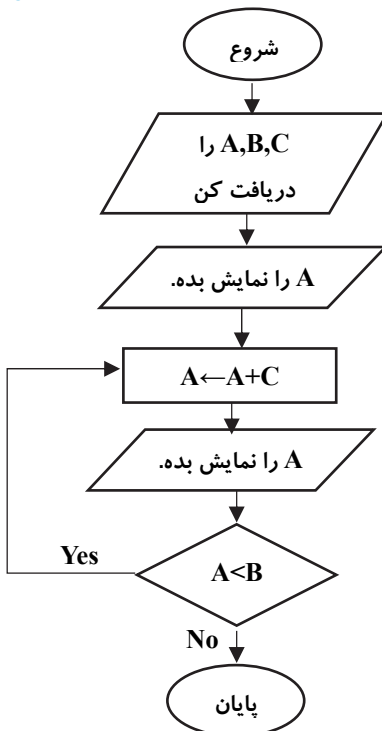 شروع
A,B,C را
دریافت کن
A را نمایش بده.
A←A+C
A را نمایش بده.
A<B
Yes
No
پایان